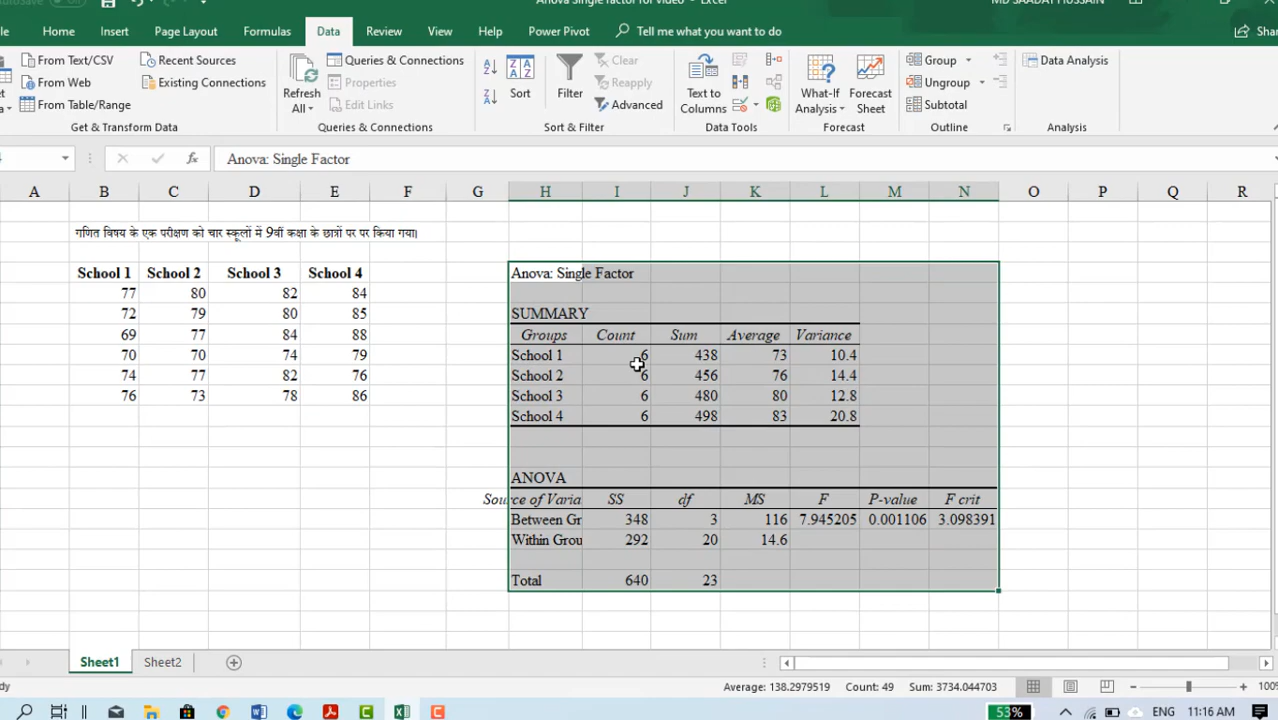 Anova Single factor for video - Excel
MD SAADAT HUSSAIN
Home Insert Page Layout Formulas Data Review View Help Power Pivot Tell me what you want to do
From Text/CSV Recent Sources
From Web Existing Connections
From Table/Range
Get & Transform Data
Refresh All
Queries & Connections
Properties
Edit Links
Queries & Connections
Sort
Filter
Clear
Reapply
Advanced
Sort & Filter
Text to Columns
Data Tools
What-If Analysis
Forecast Sheet
Forecast
Group
Ungroup
Subtotal
Outline
Data Analysis
Analysis
fx Anova: Single Factor
A B C D E F G H I J K L M N O P Q R
गणित विषय के एक परीक्षण को चार स्कूलों में 9वीं कक्षा के छात्रों पर पर किया गया।
School 1 School 2 School 3 School 4
77 80 82 84
72 79 80 85
69 77 84 88
70 70 74 79
74 77 82 76
76 73 78 86
Anova: Single Factor
SUMMARY
Groups Count Sum Average Variance
School 1 6 438 73 10.4
School 2 6 456 76 14.4
School 3 6 480 80 12.8
School 4 6 498 83 20.8
ANOVA
Source of Varia SS df MS F P-value F crit
Between Gr 348 3 116 7.945205 0.001106 3.098391
Within Grou 292 20 14.6
Total 640 23
Sheet1 Sheet2
Average: 138.2979519 Count: 49 Sum: 3734.044703 100%
53% 11:16 AM